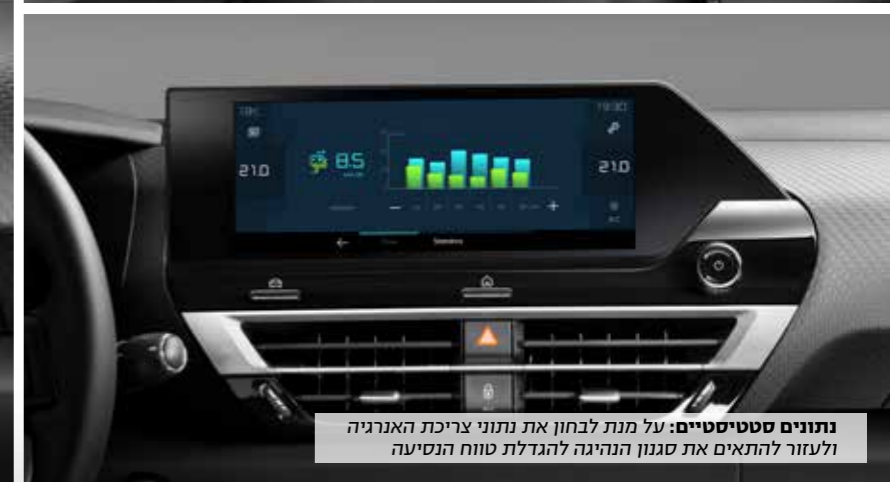 21.0
8.5
19:30
21.0
Statistics
נתונים סטטיסטיים: על מנת לבחון את נתוני צריכת האנרגיה
ולעזור להתאים את סגנון הנהיגה להגדלת טווח הנסיעה